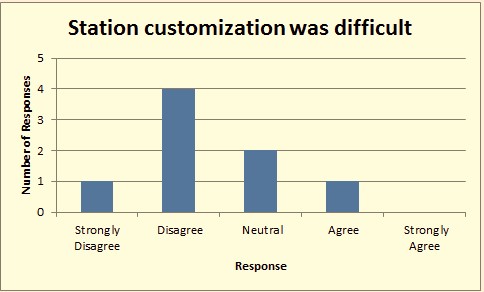 Station customization was difficult
Number of Responses
5
4
3
2
1
0
Strongly Disagree
Disagree
Neutral
Agree
Strongly Agree
Response